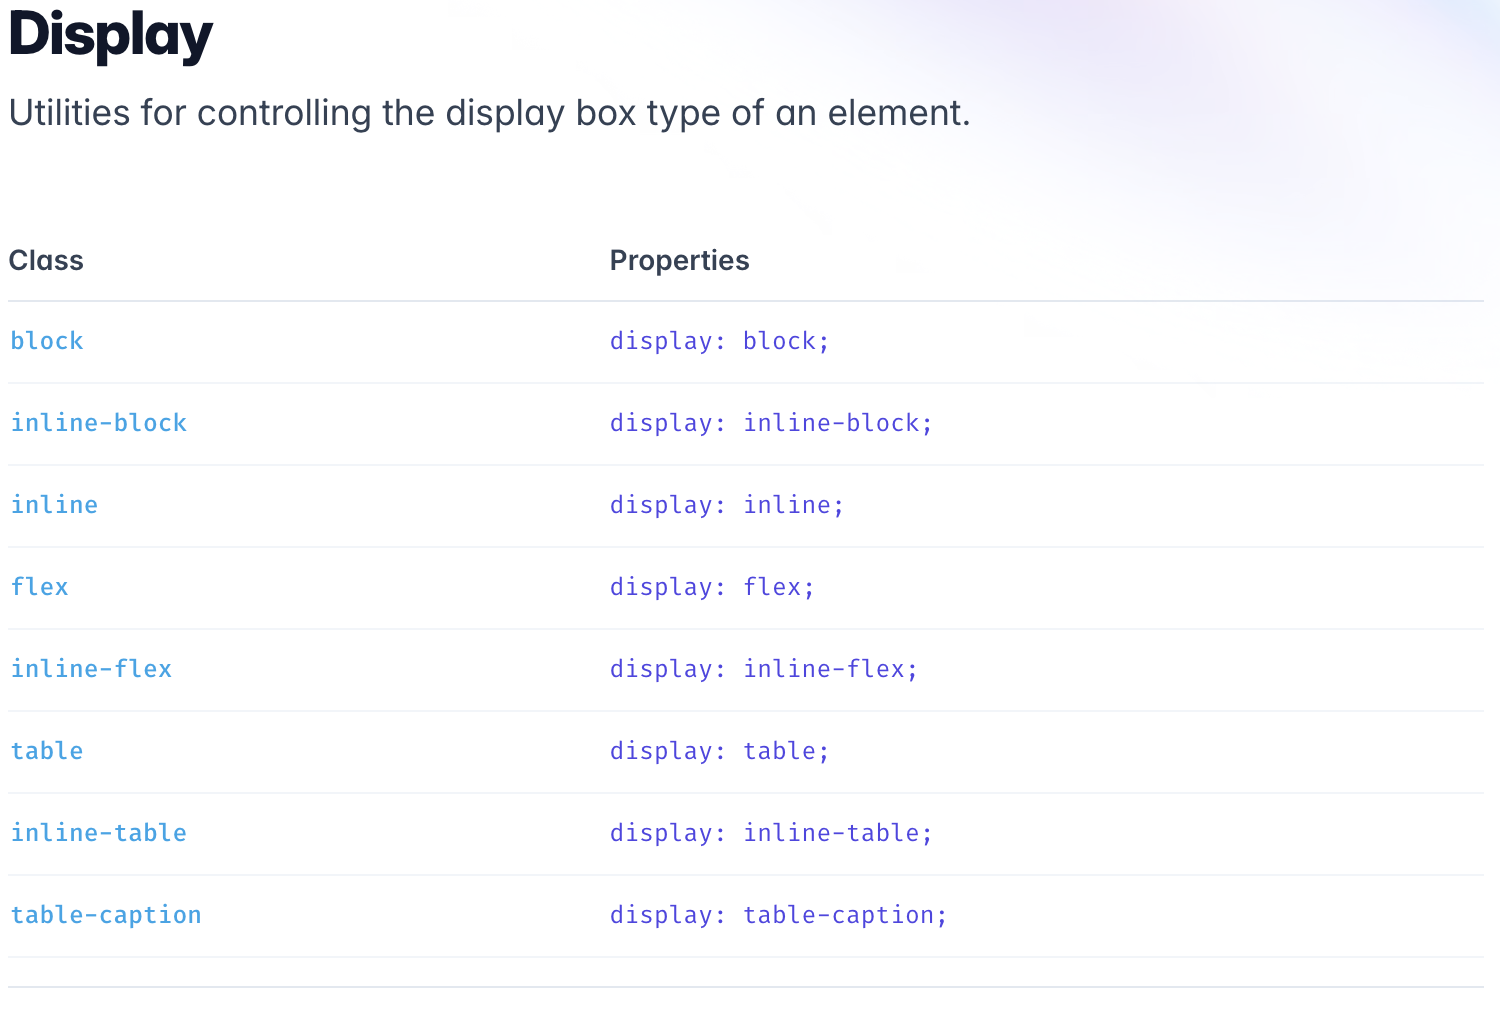 Display
Utilities for controlling the display box type of an element.
Class Properties
block display: block;
inline-block display: inline-block;
inline display: inline;
flex display: flex;
inline-flex display: inline-flex;
table display: table;
inline-table display: inline-table;
table-caption display: table-caption;